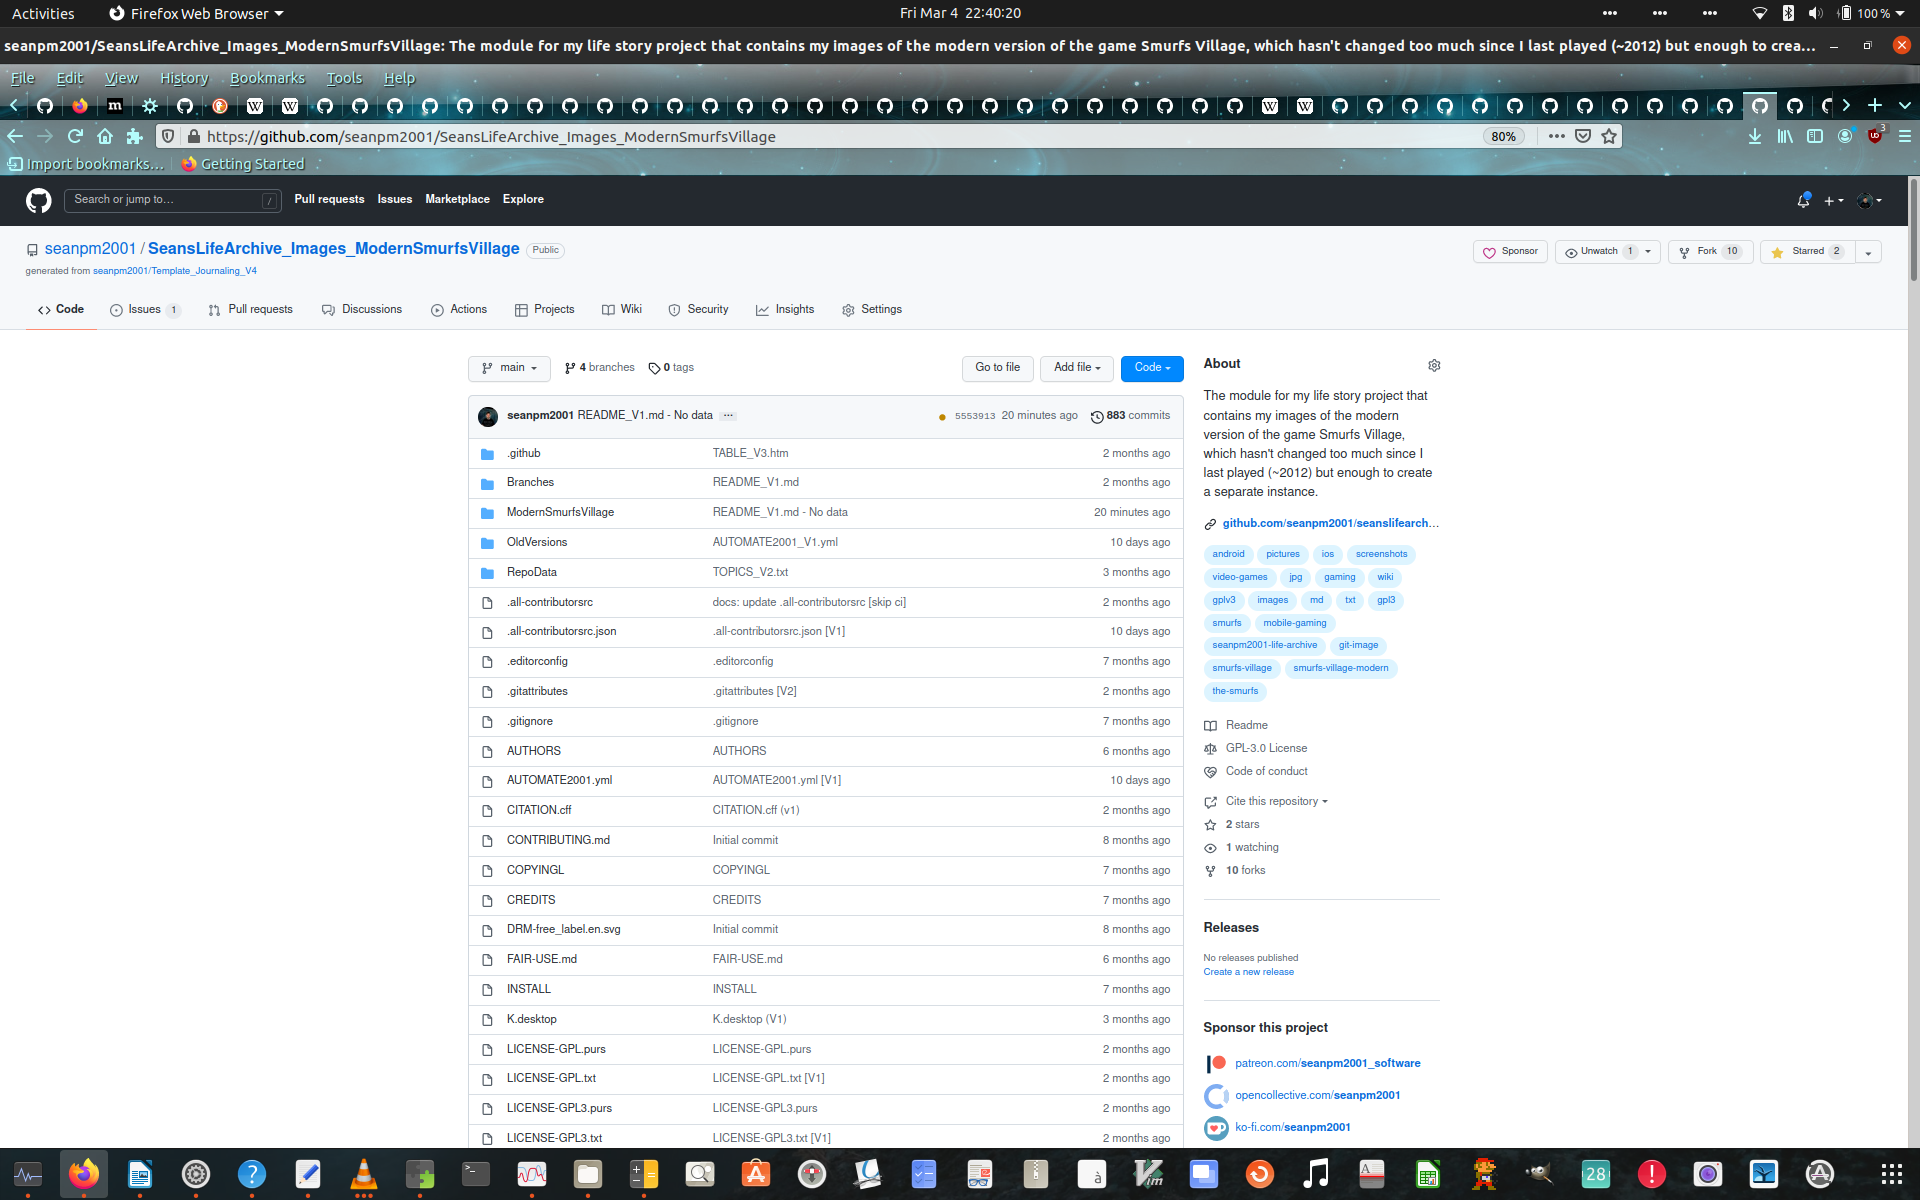 Activities
Firefox Web Browser
Fri Mar 4 22:40:20
100 %
seanpm2001/SeansLifeArchive_Images_ModernSmurfsVillage: The module for my life story project that contains my images of the modern version of the game Smurfs Village, which hasn't changed too much since I last played (~2012) but enough to crea...
File Edit View History Bookmarks Tools Help
https://github.com/seanpm2001/SeansLifeArchive_Images_ModernSmurfsVillage
80%
3
Import bookmarks...
Getting Started
Search or jump to...
/
Pull requests Issues Marketplace Explore
seanpm2001 / SeansLifeArchive_Images_ModernSmurfsVillage Public
generated from seanpm2001/Template_Journaling_V4
Sponsor
Unwatch 1
Fork 10
Starred 2
Code
Issues 1
Pull requests
Discussions
Actions
Projects
Wiki
Security
Insights
Settings
main
4 branches
0 tags
Go to file
Add file
Code
seanpm2001 README_V1.md - No data ...
5553913 20 minutes ago
883 commits
.github TABLE_V3.htm 2 months ago
Branches README_V1.md 2 months ago
ModernSmurfsVillage README_V1.md - No data 20 minutes ago
OldVersions AUTOMATE2001_V1.yml 10 days ago
RepoData TOPICS_V2.txt 3 months ago
.all-contributorsrc docs: update .all-contributorsrc [skip ci] 2 months ago
.all-contributorsrc.json .all-contributorsrc.json [V1] 10 days ago
.editorconfig .editorconfig 7 months ago
.gitattributes .gitattributes [V2] 2 months ago
.gitignore .gitignore 7 months ago
AUTHORS AUTHORS 6 months ago
AUTOMATE2001.yml AUTOMATE2001.yml [V1] 10 days ago
CITATION.cff CITATION.cff (v1) 2 months ago
CONTRIBUTING.md Initial commit 8 months ago
COPYINGL COPYINGL 7 months ago
CREDITS CREDITS 7 months ago
DRM-free_label.en.svg Initial commit 8 months ago
FAIR-USE.md FAIR-USE.md 6 months ago
INSTALL INSTALL 7 months ago
K.desktop K.desktop (V1) 3 months ago
LICENSE-GPL.purs LICENSE-GPL.purs 2 months ago
LICENSE-GPL.txt LICENSE-GPL.txt [V1] 2 months ago
LICENSE-GPL3.purs LICENSE-GPL3.purs 2 months ago
LICENSE-GPL3.txt LICENSE-GPL3.txt [V1] 2 months ago
About
The module for my life story project that
contains my images of the modern
version of the game Smurfs Village,
which hasn't changed too much since I
last played (~2012) but enough to create
a separate instance.
github.com/seanpm2001/seanslifearch...
android pictures ios screenshots
video-games jpg gaming wiki
gplv3 images md txt gpl3
smurfs mobile-gaming
seanpm2001-life-archive git-image
smurfs-village smurfs-village-modern
the-smurfs
Readme
GPL-3.0 License
Code of conduct
Cite this repository
2 stars
1 watching
10 forks
Releases
No releases published
Create a new release
Sponsor this project
patreon.com/seanpm2001_software
opencollective.com/seanpm2001
ko-fi.com/seanpm2001
28